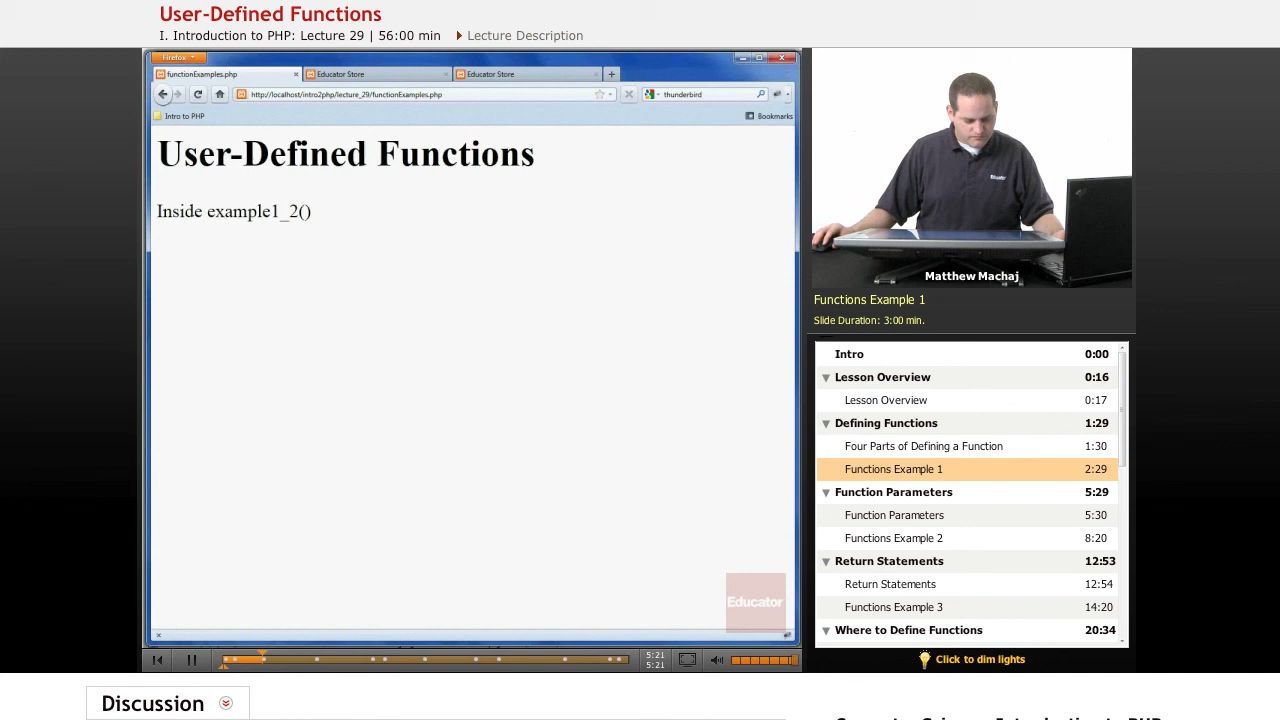 User-Defined Functions
I. Introduction to PHP: Lecture 29 | 56:00 min
Lecture Description
Firefox
functionExamples.php
Educator Store
Educator Store
http://localhost/intro2php/lecture_29/functionExamples.php
thunderbird
Intro to PHP
Bookmarks
User-Defined Functions
Inside example1_2()
Educator
5:21
5:21
Educator
Matthew Machaj
Functions Example 1
Slide Duration: 3:00 min.
Intro 0:00
Lesson Overview 0:16
Lesson Overview 0:17
Defining Functions 1:29
Four Parts of Defining a Function 1:30
Functions Example 1 2:29
Function Parameters 5:29
Function Parameters 5:30
Functions Example 2 8:20
Return Statements 12:53
Return Statements 12:54
Functions Example 3 14:20
Where to Define Functions 20:34
Click to dim lights
Discussion